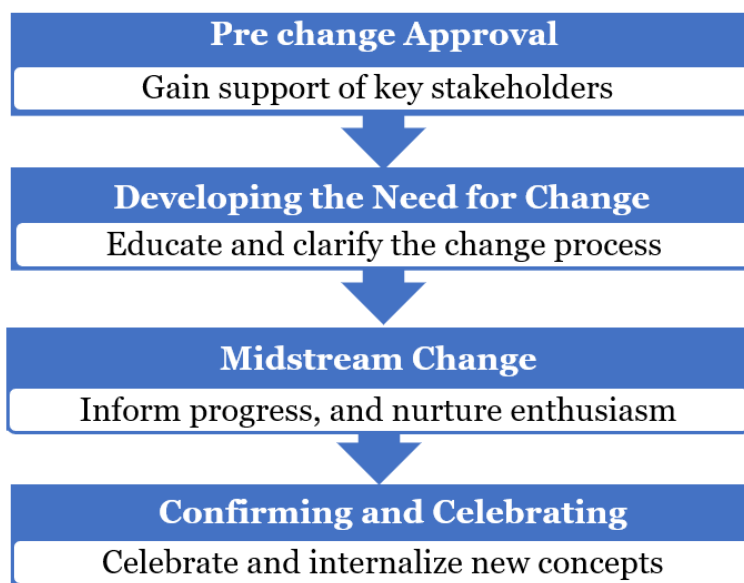 Pre change Approval
Gain support of key stakeholders
Developing the Need for Change
Educate and clarify the change process
Midstream Change
Inform progress, and nurture enthusiasm
Confirming and Celebrating
Celebrate and internalize new concepts